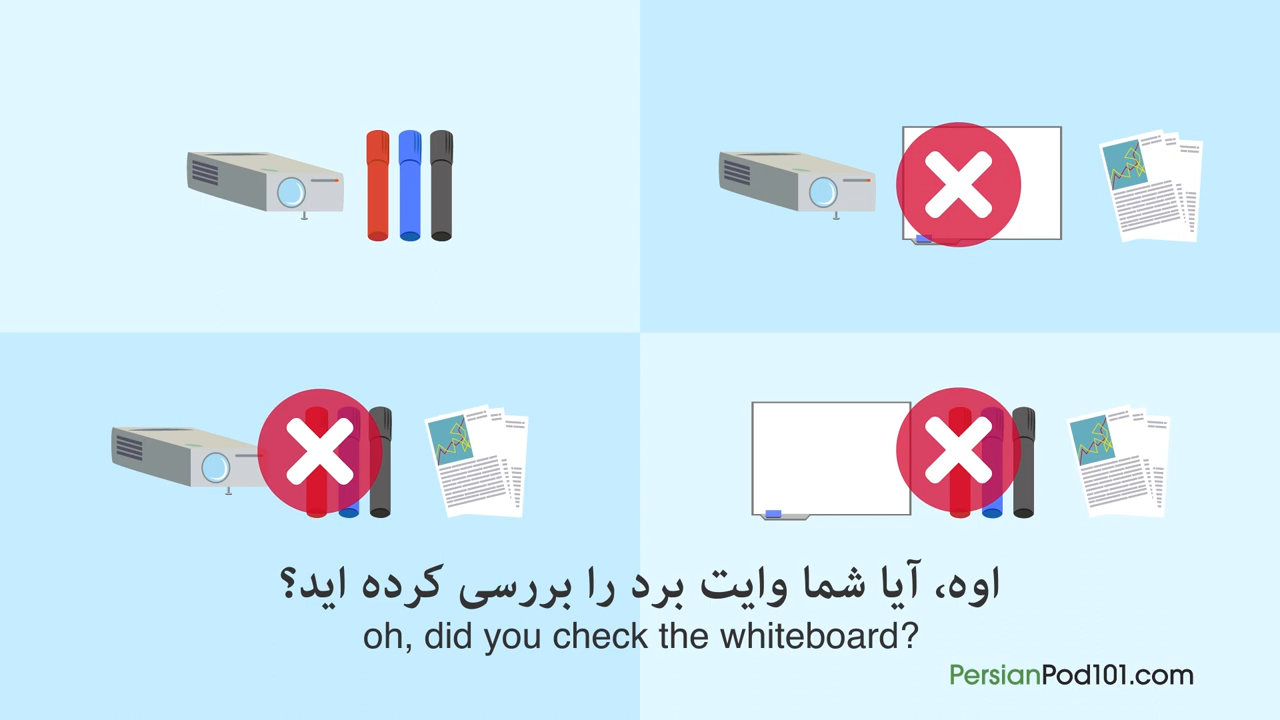 اوه، آیا شما وایت برد را بررسی کرده اید؟
oh, did you check the whiteboard?
PersianPod101.com